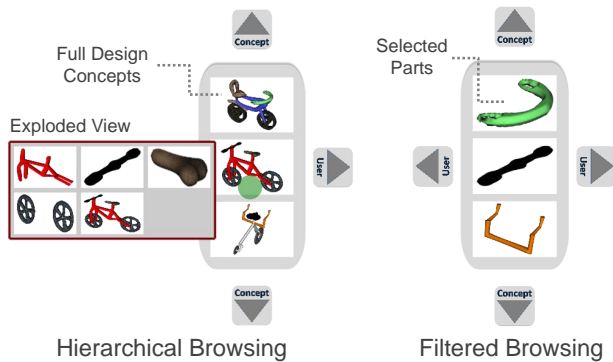 Concept
Full Design
Concepts
Exploded View
User
Concept
Hierarchical Browsing
Concept
Selected
Parts
User
User
Concept
Filtered Browsing